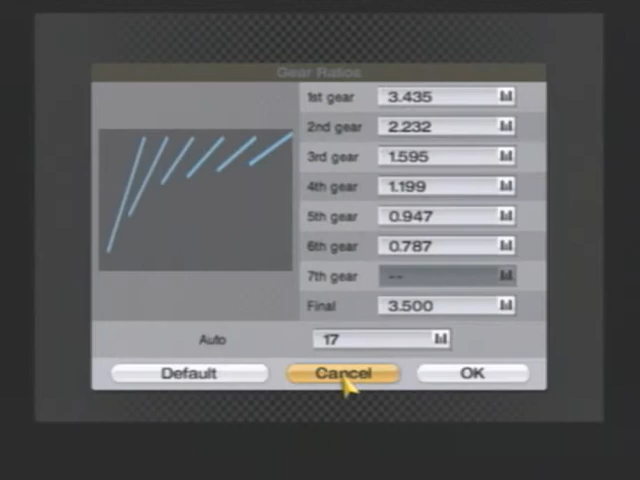 Gear Ratios
1st gear 3.435
2nd gear 2.232
3rd gear 1.595
4th gear 1.199
5th gear 0.947
6th gear 0.787
7th gear --
Final 3.500
Auto 17
Default Cancel OK